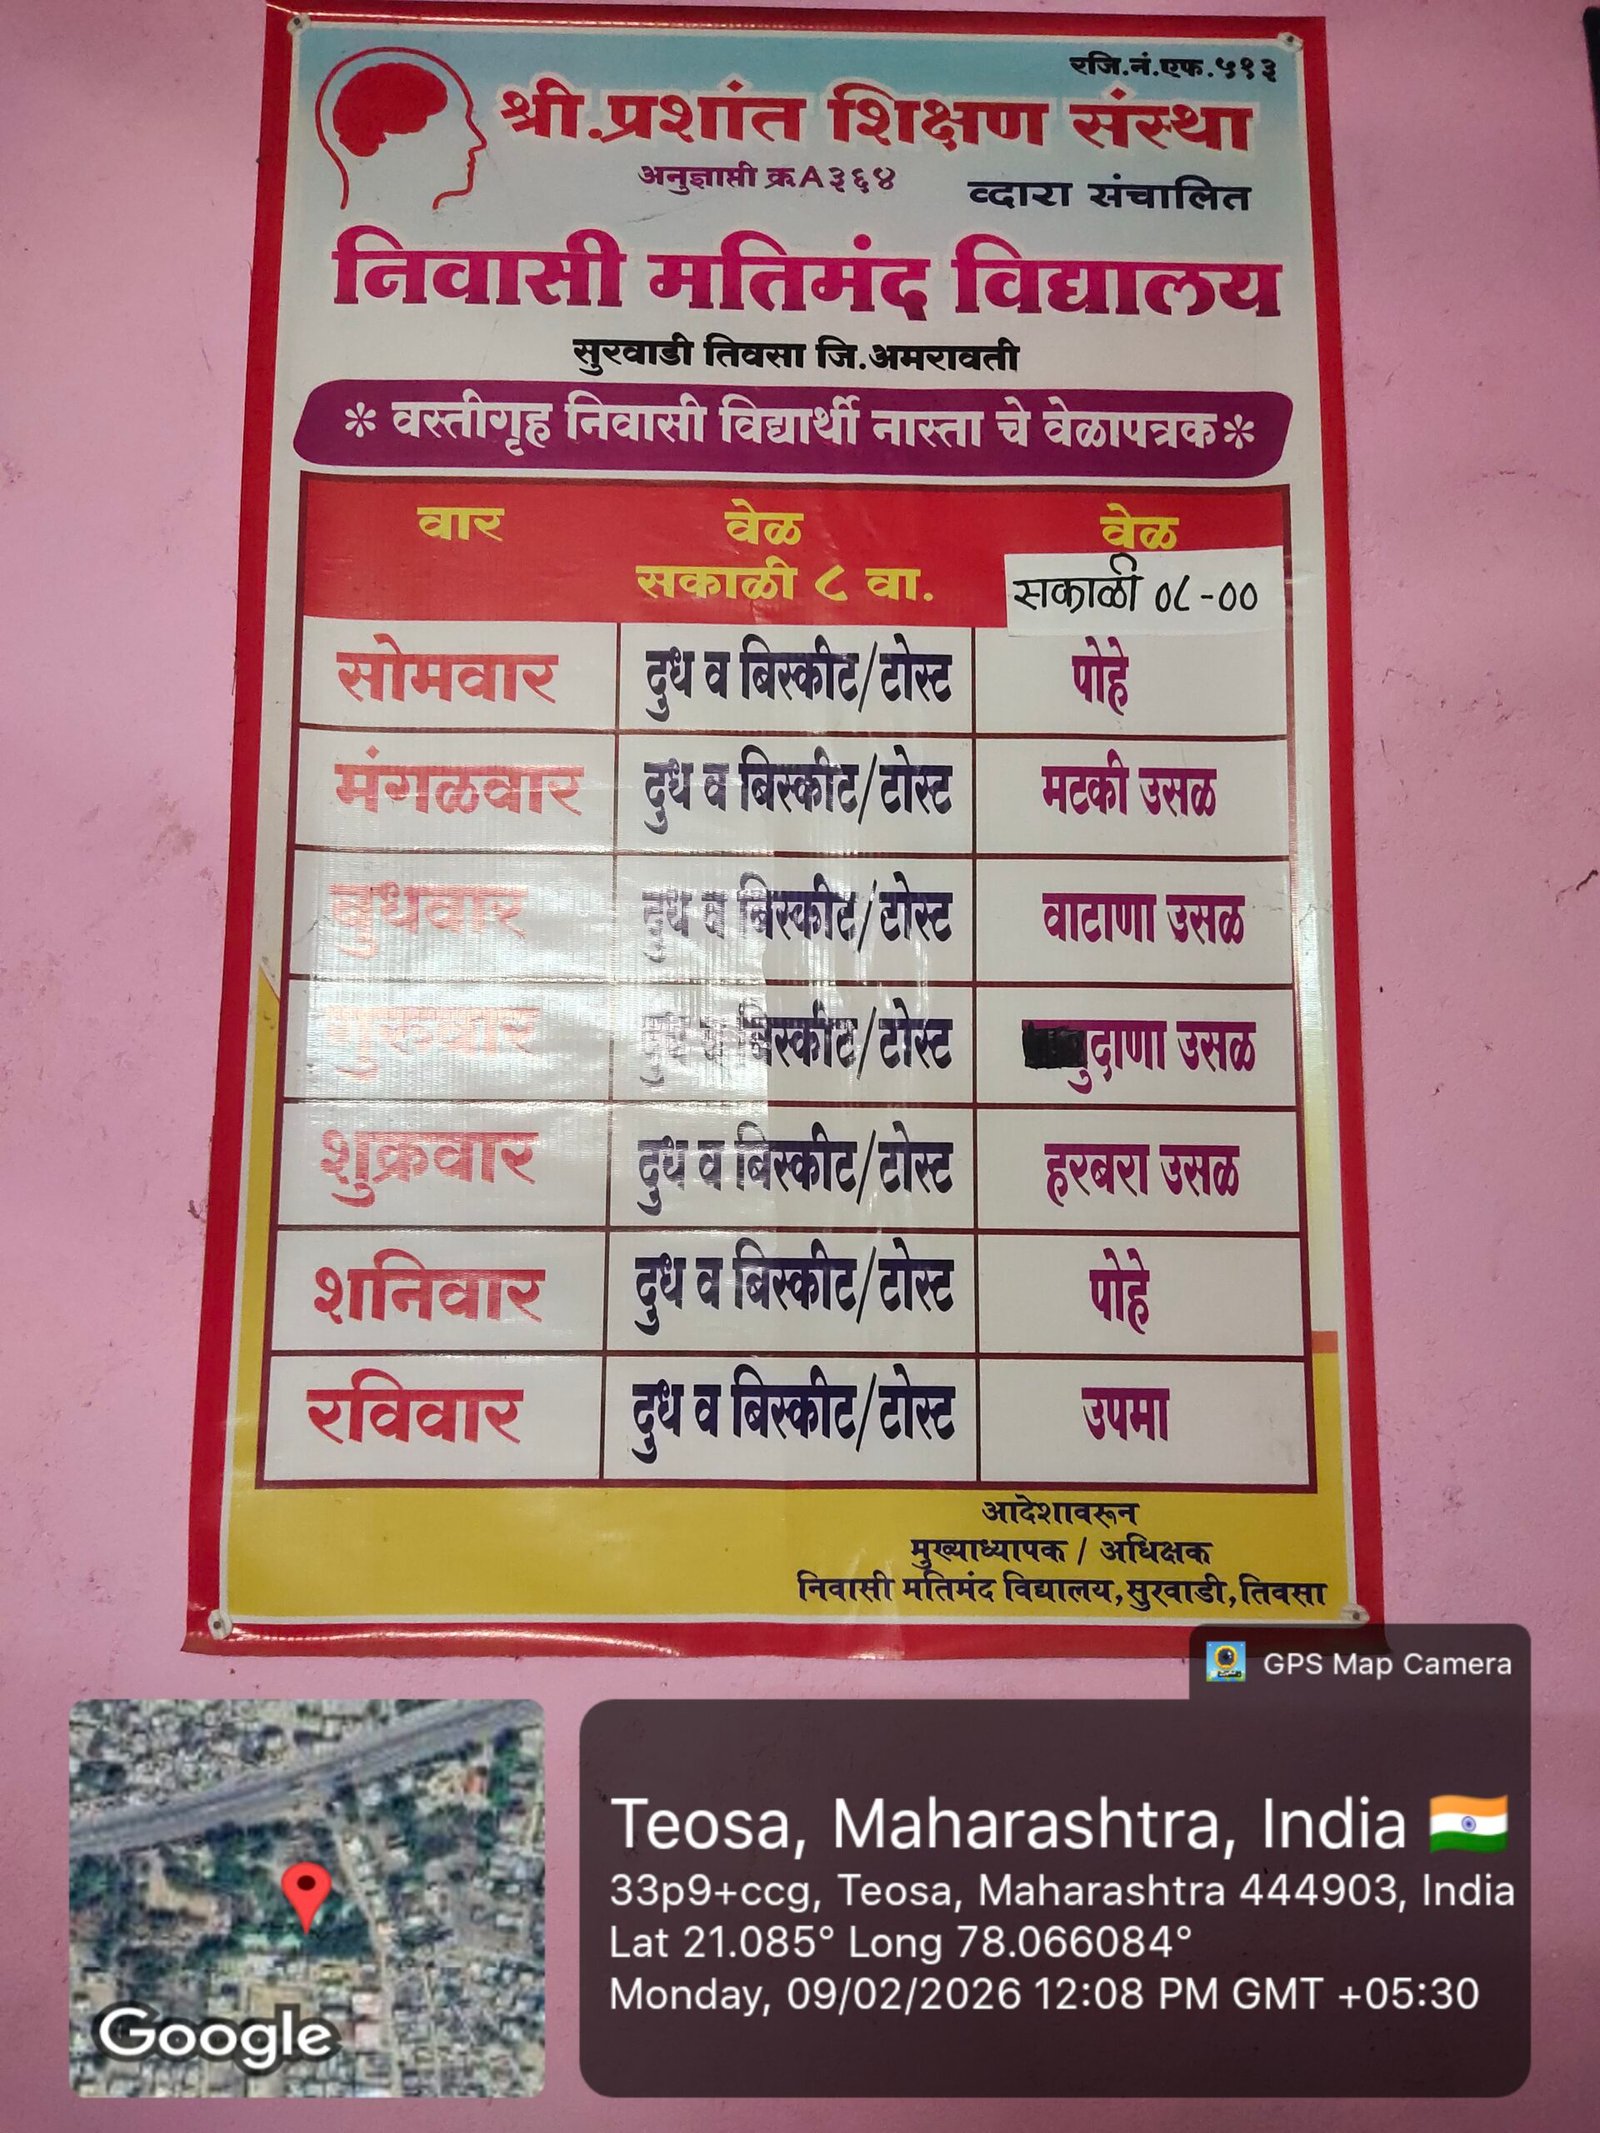 रजि.नं.एफ.५१३
श्री.प्रशांत शिक्षण संस्था
अनुज्ञाप्ती क्र A३६४ व्दारा संचालित
निवासी मतिमंद विद्यालय
सुरवाडी तिवसा जि.अमरावती
* वस्तीगृह निवासी विद्यार्थी नास्ता चे वेळापत्रक *
वार वेळ वेळ
सकाळी ८ वा. सकाळी ०८-००
सोमवार दुध व बिस्कीट/टोस्ट पोहे
मंगळवार दुध व बिस्कीट/टोस्ट मटकी उसळ
बुधवार दुध व बिस्कीट/टोस्ट वाटाणा उसळ
गुरूवार बिस्कीट/टोस्ट उसळ
शुक्रवार दुध व बिस्कीट/टोस्ट हरबरा उसळ
शनिवार दुध व बिस्कीट/टोस्ट पोहे
रविवार दुध व बिस्कीट/टोस्ट उपमा
आदेशावरून
मुख्याध्यापक / अधिक्षक
निवासी मतिमंद विद्यालय,सुरवाडी,तिवसा
GPS Map Camera
Teosa, Maharashtra, India
33p9+ccg, Teosa, Maharashtra 444903, India
Lat 21.085° Long 78.066084°
Monday, 09/02/2026 12:08 PM GMT +05:30
Google